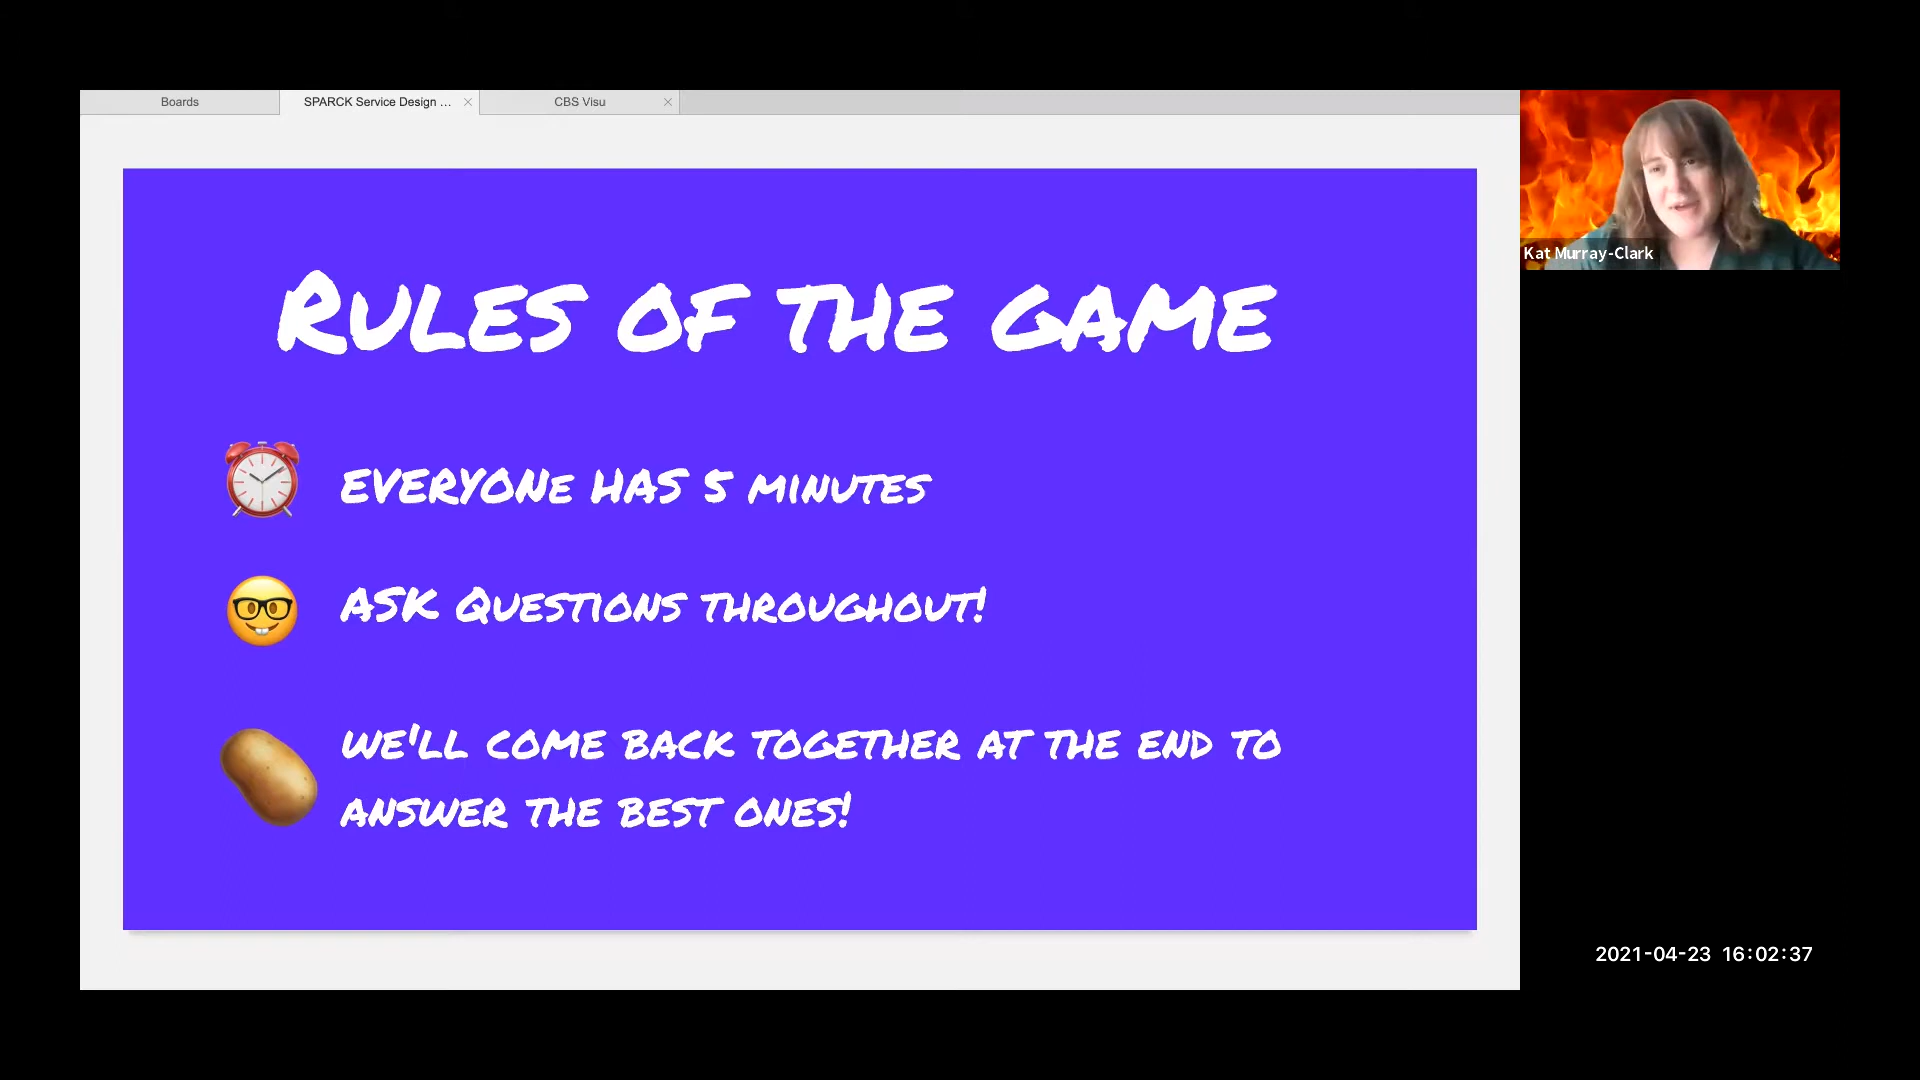 Boards
SPARCK Service Design ...
CBS Visu
Kat Murray-Clark
RULES OF THE GAME
EVERYONE HAS 5 MINUTES
ASK QUESTIONS THROUGHOUT!
WE'LL COME BACK TOGETHER AT THE END TO
ANSWER THE BEST ONES!
2021-04-23 16:02:37